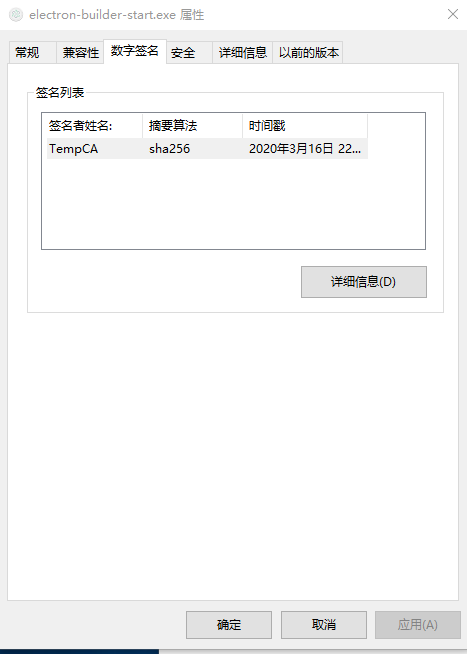 electron-builder-start.exe 属性
常规 兼容性 数字签名 安全 详细信息 以前的版本
签名列表
签名者姓名: 摘要算法 时间戳
TempCA sha256 2020年3月16日 22...
详细信息(D)
确定 取消 应用(A)